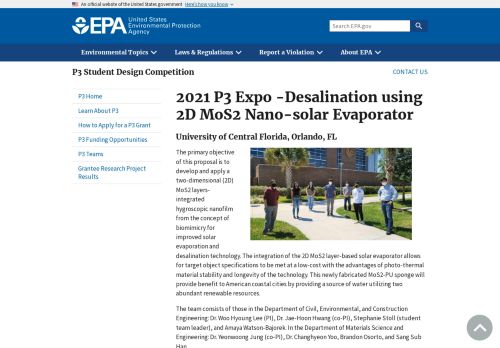 An official website of the United States government Here's how you know
EPA United States
Environmental Protection
Agency
Search EPA.gov
Environmental Topics Laws & Regulations Report a Violation About EPA
P3 Student Design Competition
CONTACT US
P3 Home
Learn About P3
How to Apply for a P3 Grant
P3 Funding Opportunities
P3 Teams
Grantee Research Project
Results
2021 P3 Expo -Desalination using
2D MoS2 Nano-solar Evaporator
University of Central Florida, Orlando, FL
The primary objective
of this proposal is to
develop and apply a
two-dimensional (2D)
MoS2 layers-
integrated
hygroscopic nanofilm
from the concept of
biomimicry for
improved solar
evaporation and
desalination technology. The integration of the 2D MoS2 layer-based solar evaporator allows
for target object specifications to be met at a low-cost with the advantages of photo-thermal
material stability and longevity of the technology. This newly fabricated MoS2-PU sponge will
provide benefit to American coastal cities by providing a source of water utilizing two
abundant renewable resources.
The team consists of those in the Department of Civil, Environmental, and Construction
Engineering: Dr. Woo Hyoung Lee (PI), Dr. Jae-Hoon Hwang (co-PI), Stephanie Stoll (student
team leader), and Amaya Watson-Bajorek. In the Department of Materials Science and
Engineering: Dr. Yeonwoong Jung (co-PI), Dr. Changhyeon Yoo, Brandon Osorto, and Sang Sub
Han